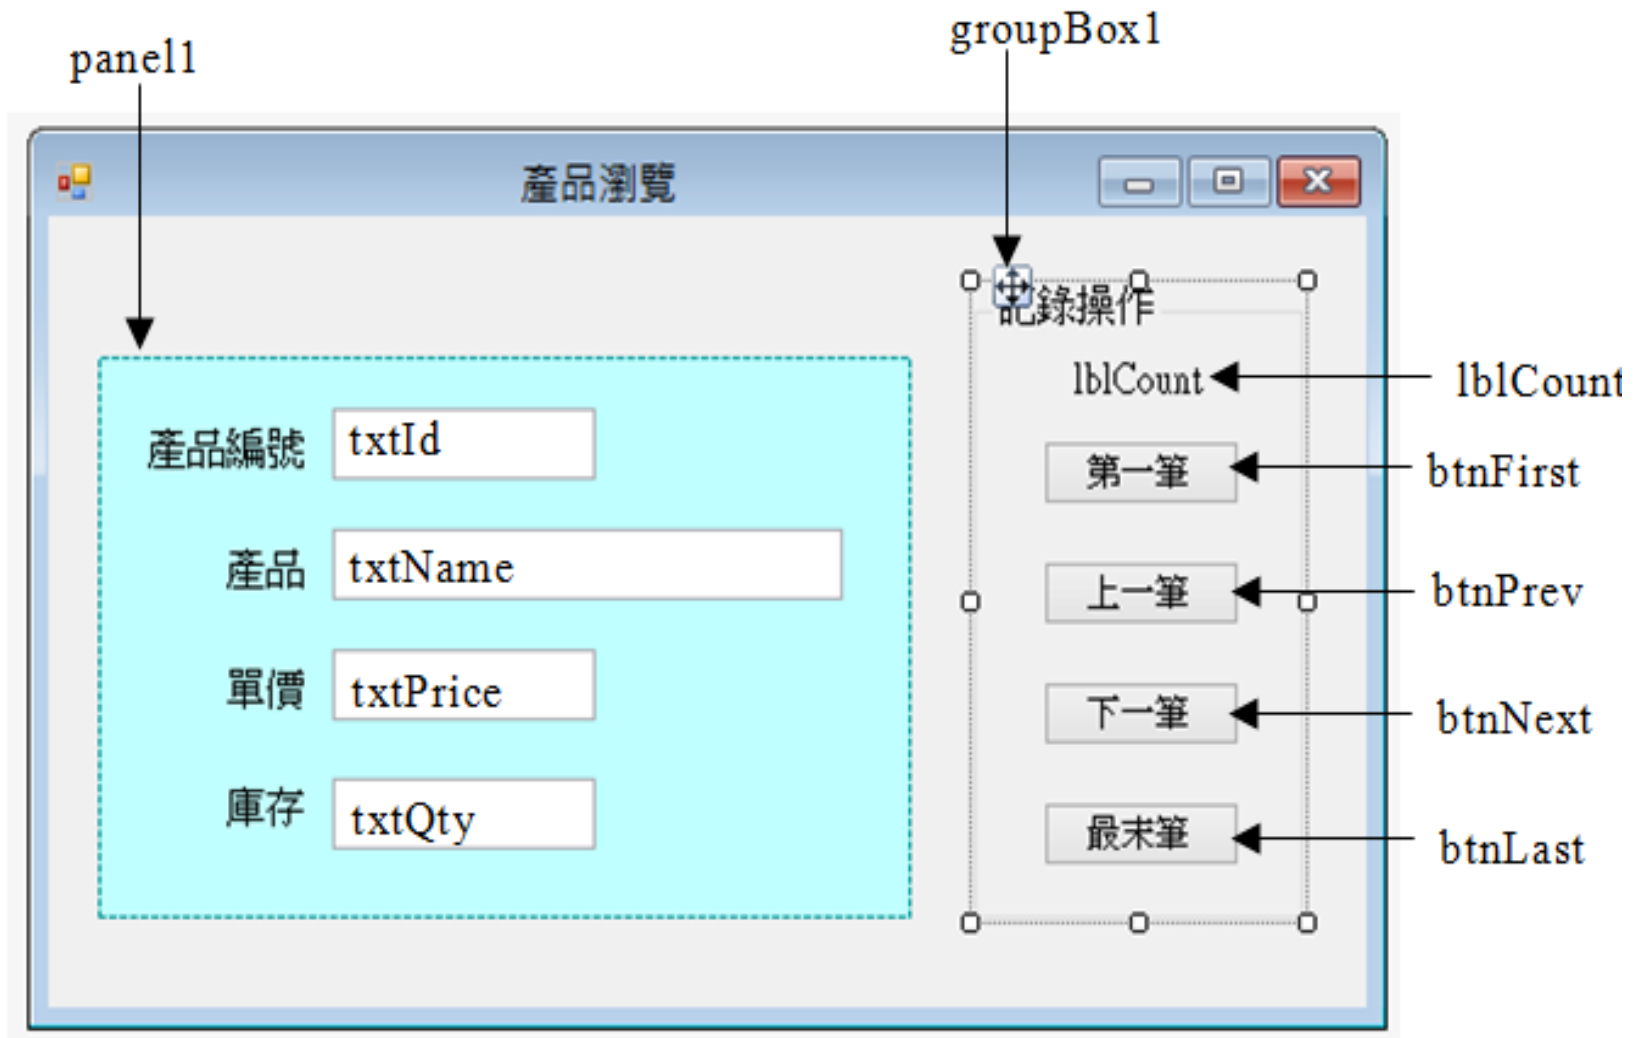 groupBox1
panel1
產品瀏覽
記錄操作
lblCount lblCount
產品編號 txtId
第一筆 btnFirst
產品 txtName
上一筆 btnPrev
單價 txtPrice
下一筆 btnNext
庫存 txtQty
最末筆 btnLast